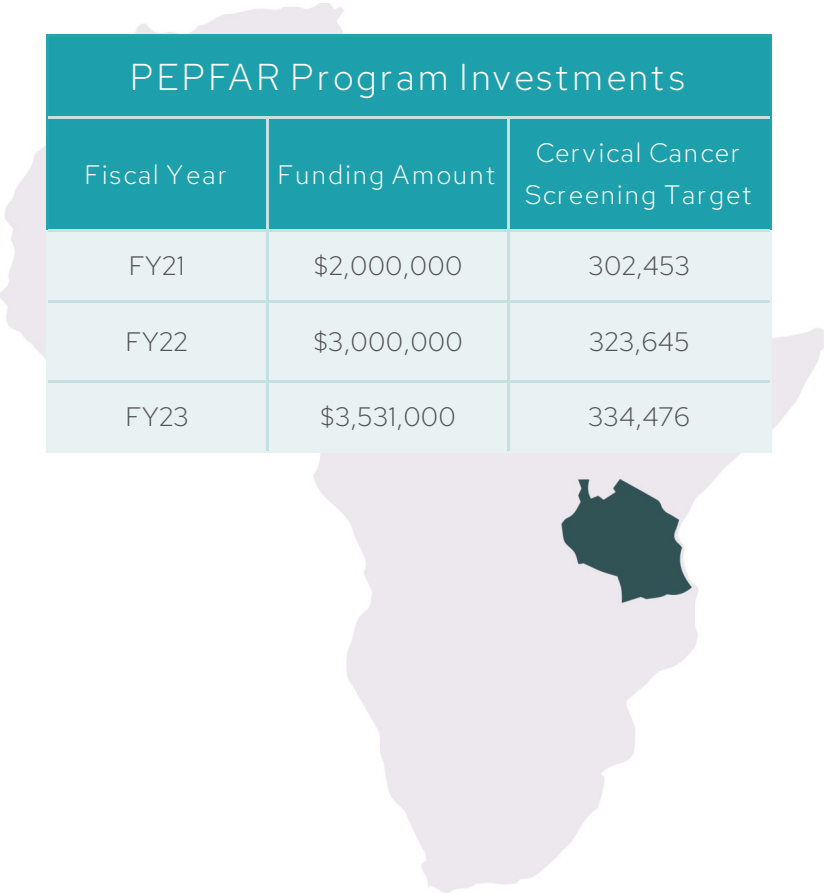 PEPFAR Program Investments
Fiscal Year
Funding Amount
Cervical Cancer
Screening Target
FY21 $2,000,000 302,453
FY22 $3,000,000 323,645
FY23 $3,531,000 334,476